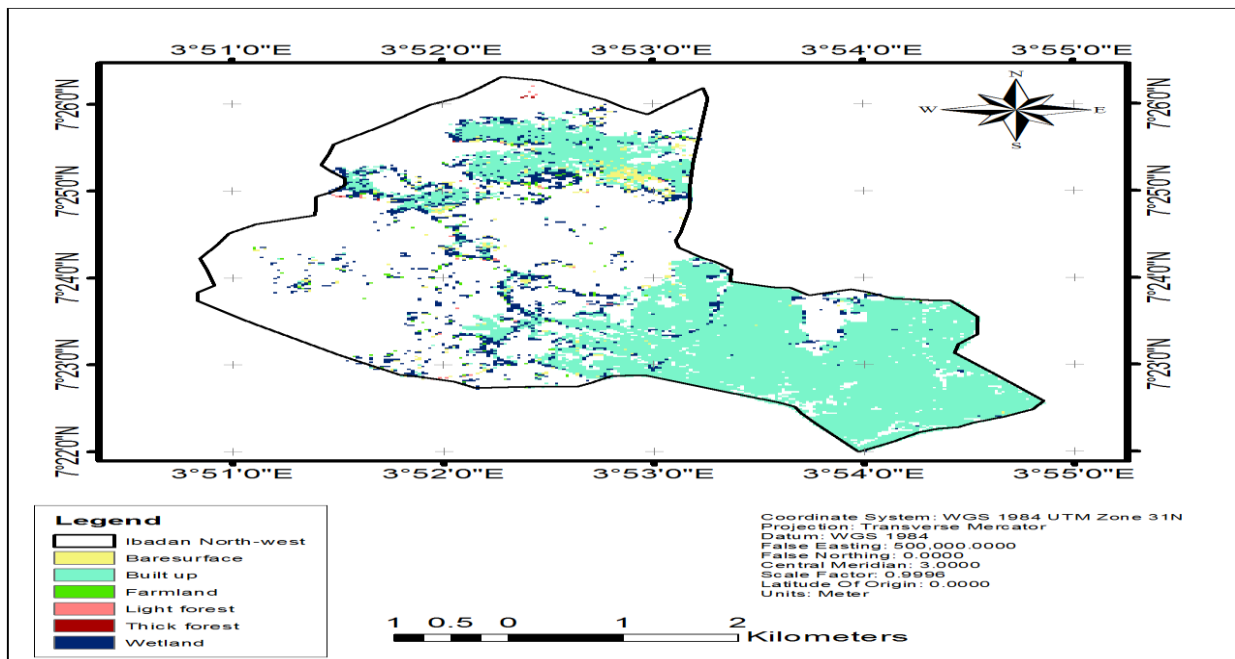 3°51'0"E 3°52'0"E 3°53'0"E 3°54'0"E 3°55'0"E
N
W E
S
7°26'0"N 7°26'0"N
7°25'0"N 7°25'0"N
7°24'0"N 7°24'0"N
7°23'0"N 7°23'0"N
7°22'0"N 7°22'0"N
3°51'0"E 3°52'0"E 3°53'0"E 3°54'0"E 3°55'0"E
Legend
Ibadan North-west
Baresurface
Built up
Farmland
Light forest
Thick forest
Wetland
Coordinate System: WGS 1984 UTM Zone 31N
Projection: Transverse Mercator
Datum: WGS 1984
False Easting: 500,000.0000
False Northing: 0.0000
Central Meridian: 3.0000
Scale Factor: 0.9996
Latitude Of Origin: 0.0000
Units: Meter
1 0.5 0 1 2
Kilometers